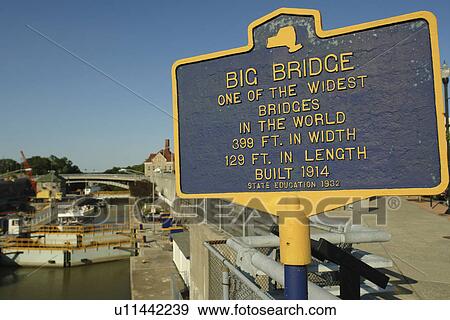 BIG BRIDGE
ONE OF THE WIDEST
BRIDGES
IN THE WORLD
399 FT. IN WIDTH
129 FT. IN LENGTH
BUILT 1914
STATE EDUCATION 1932
fotosearch
u11442239 www.fotosearch.com